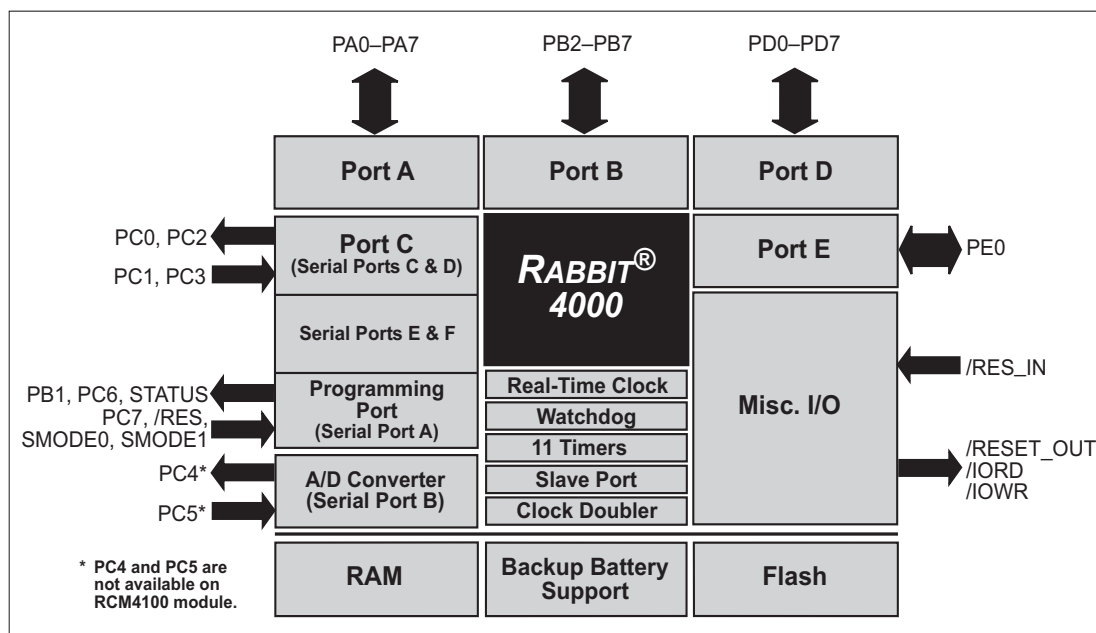 PA0–PA7
PB2–PB7
PD0–PD7
Port A
Port B
Port D
PC0, PC2
PC1, PC3
Port C
(Serial Ports C & D)
RABBIT®
4000
Port E
PE0
Serial Ports E & F
PB1, PC6, STATUS
PC7, /RES,
SMODE0, SMODE1
Programming
Port
(Serial Port A)
Real-Time Clock
Watchdog
11 Timers
Slave Port
Clock Doubler
Misc. I/O
/RES_IN
/RESET_OUT
/IORD
/IOWR
PC4*
PC5*
A/D Converter
(Serial Port B)
* PC4 and PC5 are
not available on
RCM4100 module.
RAM
Backup Battery
Support
Flash